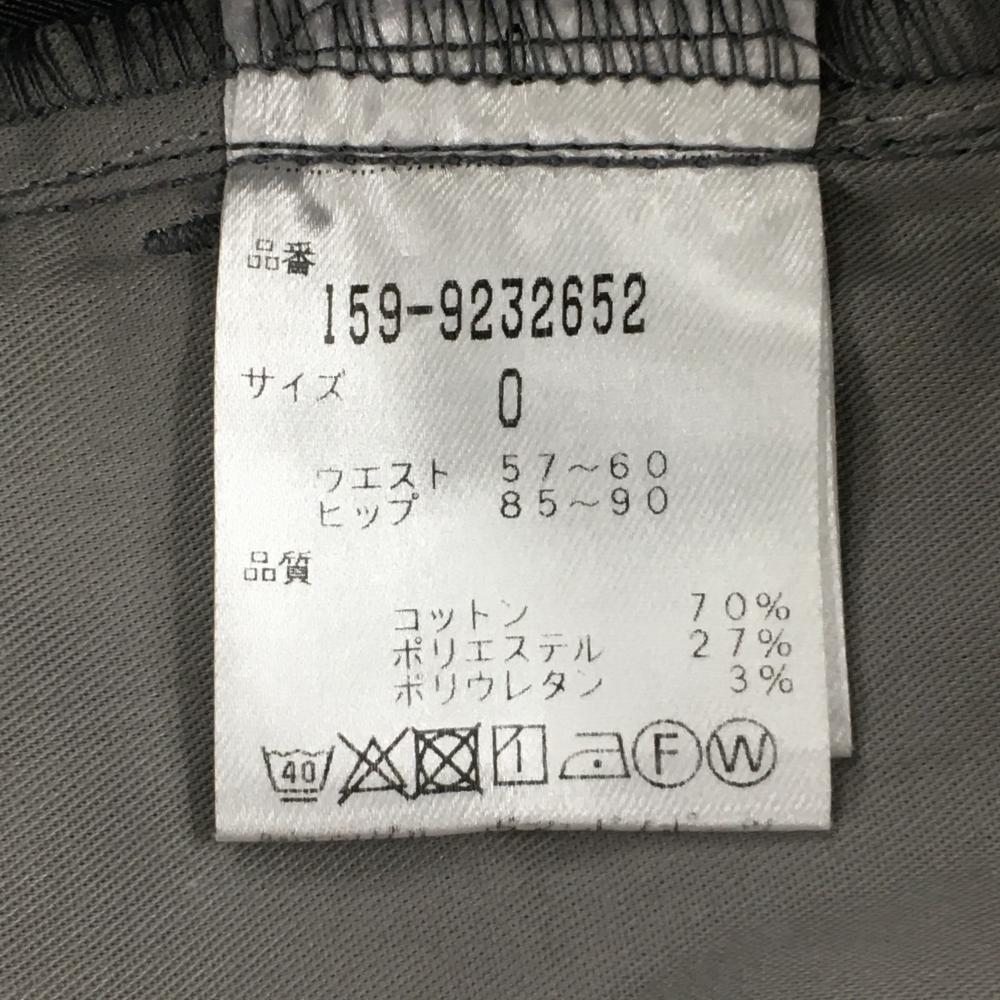 品番
159-9232652
サイズ 0
ウエスト 57～60
ヒップ 85～90
品質
コットン 70%
ポリエステル 27%
ポリウレタン 3%
40 F W